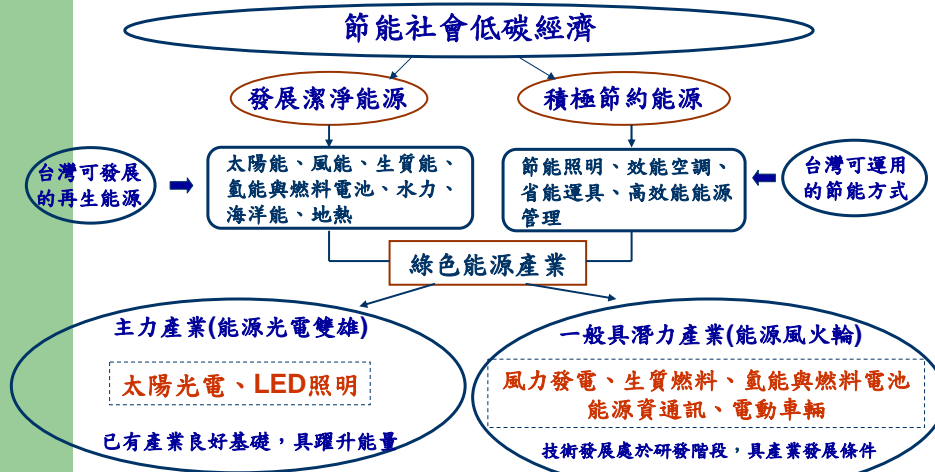 節能社會低碳經濟
發展潔淨能源
積極節約能源
台灣可發展
的再生能源
太陽能、風能、生質能、
氫能與燃料電池、水力、
海洋能、地熱
節能照明、效能空調、
省能運具、高效能能源
管理
台灣可運用
的節能方式
綠色能源產業
主力產業(能源光電雙雄)
太陽光電、LED照明
已有產業良好基礎，具躍升能量
一般具潛力產業(能源風火輪)
風力發電、生質燃料、氫能與燃料電池
能源資通訊、電動車輛
技術發展處於研發階段，具產業發展條件